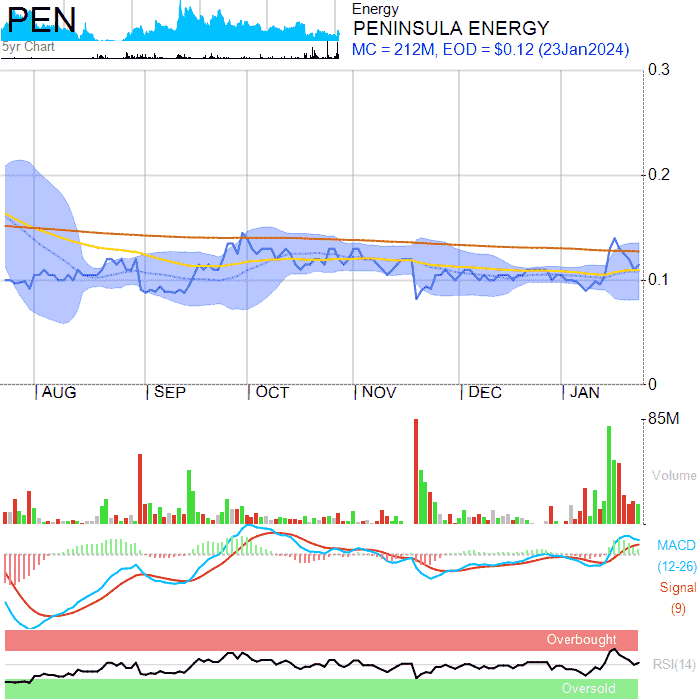 PEN
5yr Chart
Energy
PENINSULA ENERGY
MC = 212M, EOD = $0.12 (23Jan2024)
0.3
0.2
0.1
0
AUG SEP OCT NOV DEC JAN
85M
Volume
MACD
(12-26)
Signal
(9)
Overbought
RSI(14)
Oversold